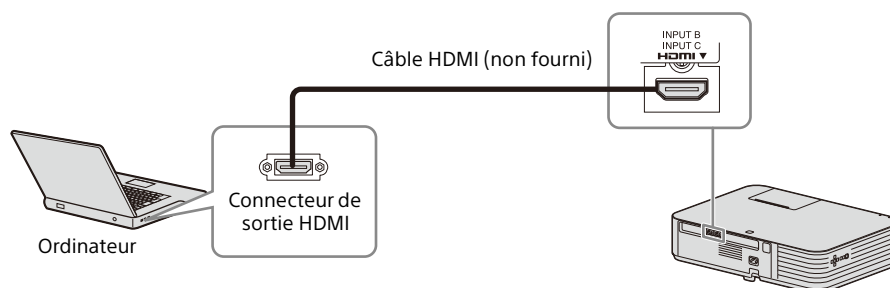 INPUT B
INPUT C
HDMI ▼
Câble HDMI (non fourni)
Connecteur de
sortie HDMI
Ordinateur